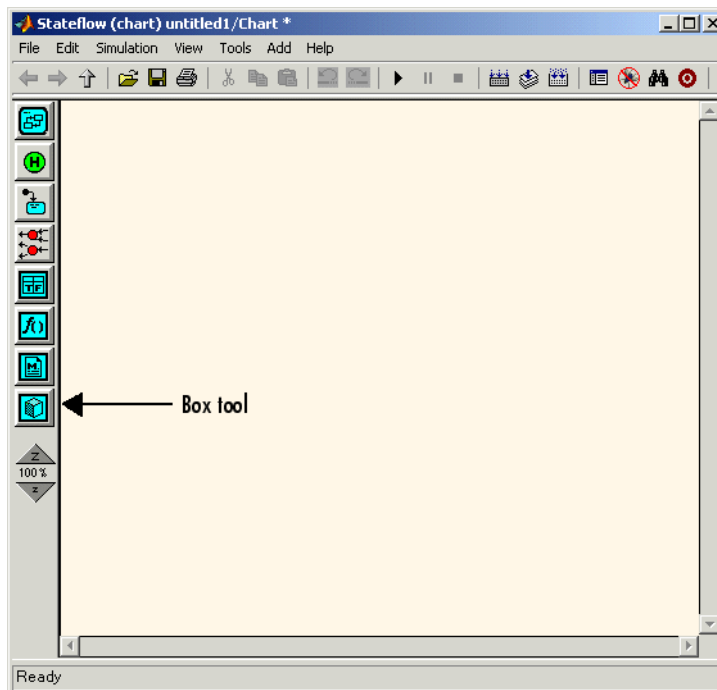 Stateflow (chart) untitled1/Chart *
File Edit Simulation View Tools Add Help
H
T F
f()
M
Box tool
Z
100%
z
Ready